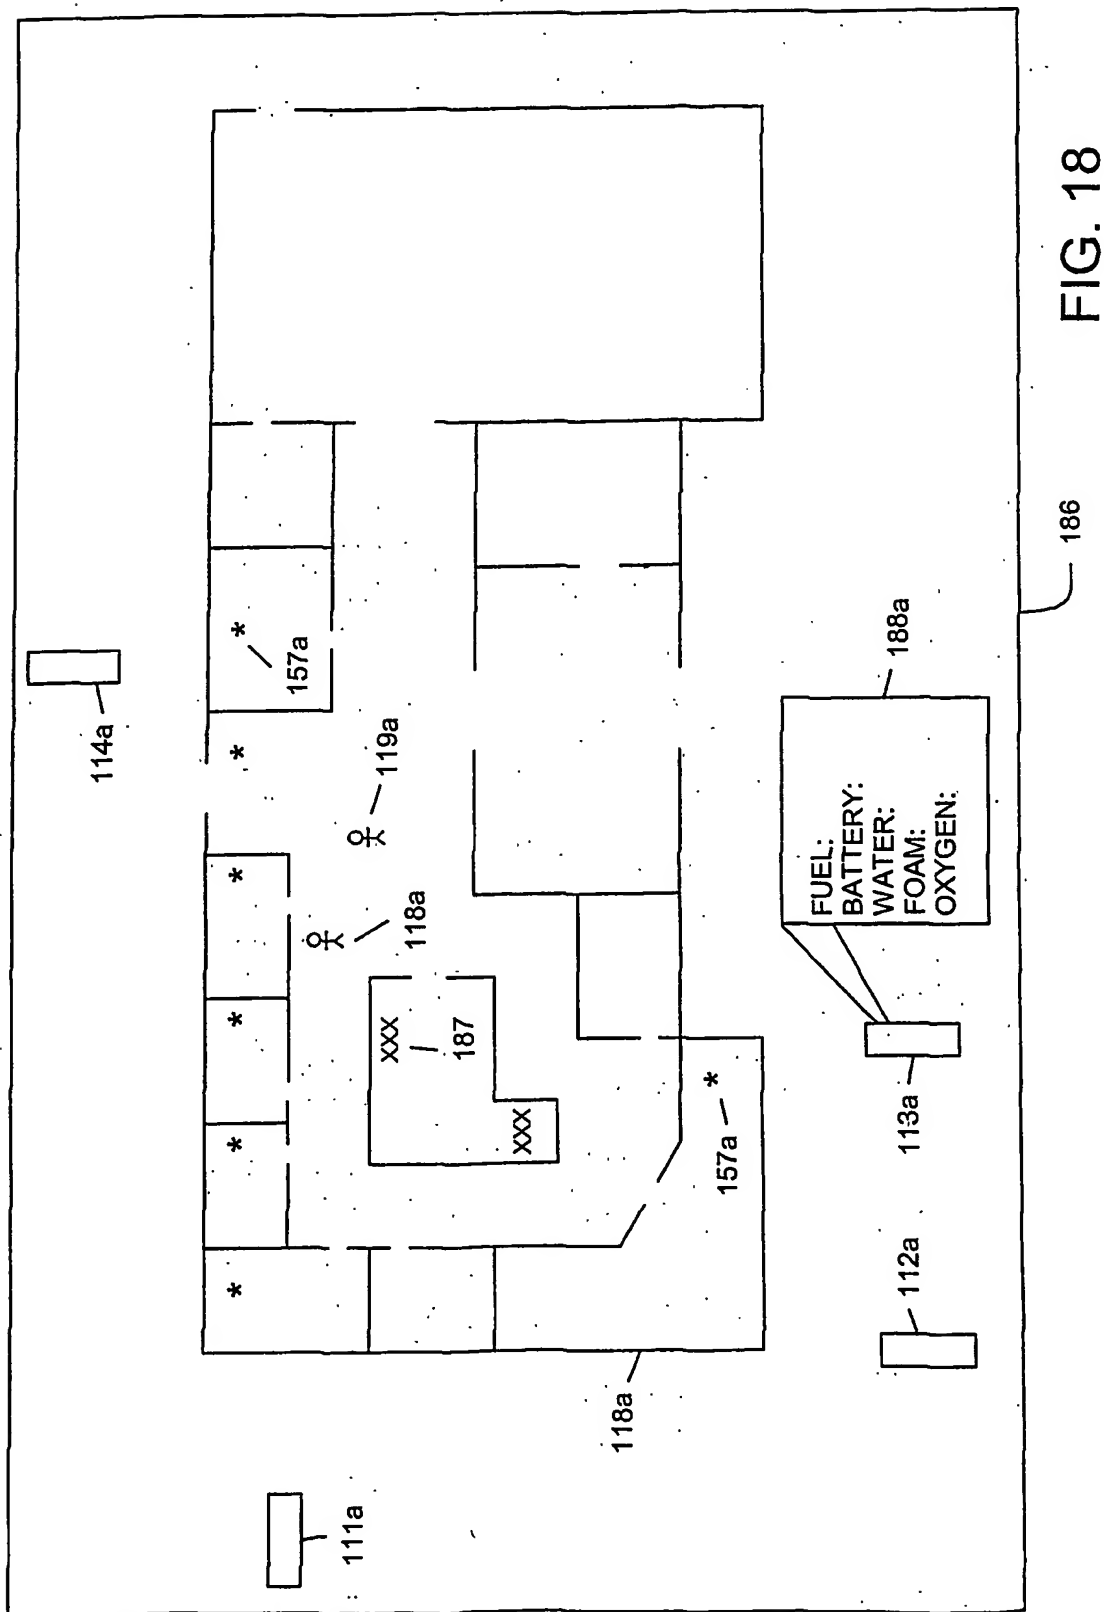 114a
*
157a
*
*
*
*
*
119a
118a
XXX
187
XXX
*
157a
118a
111a
112a
113a
FUEL:
BATTERY:
WATER:
FOAM:
OXYGEN:
188a
186
FIG. 18